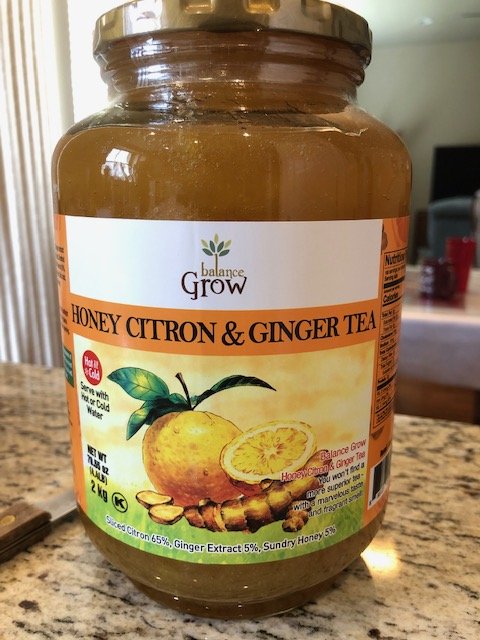 balance
Grow
HONEY CITRON & GINGER TEA
Hot
& Cold
Serve with
Hot or Cold
Water
NET WT
2 kg
K
Balance Grow
Honey Citron & Ginger Tea
You won't find a
more superior tea-
with a marvelous taste
and fragrant smell!
Sliced Citron 65%, Ginger Extract 5%, Sundry Honey 5%
Calories